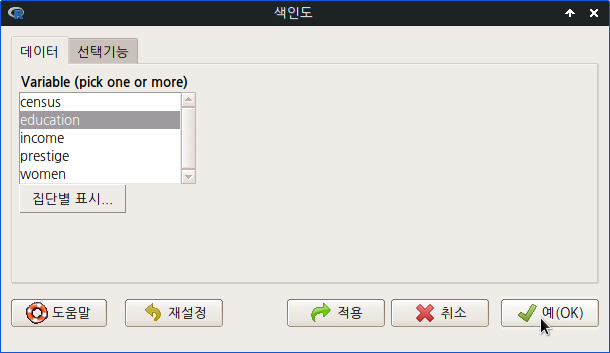 색인도
데이터 선택기능
Variable (pick one or more)
census
education
income
prestige
women
집단별 표시...
도움말 재설정 적용 취소 예(OK)